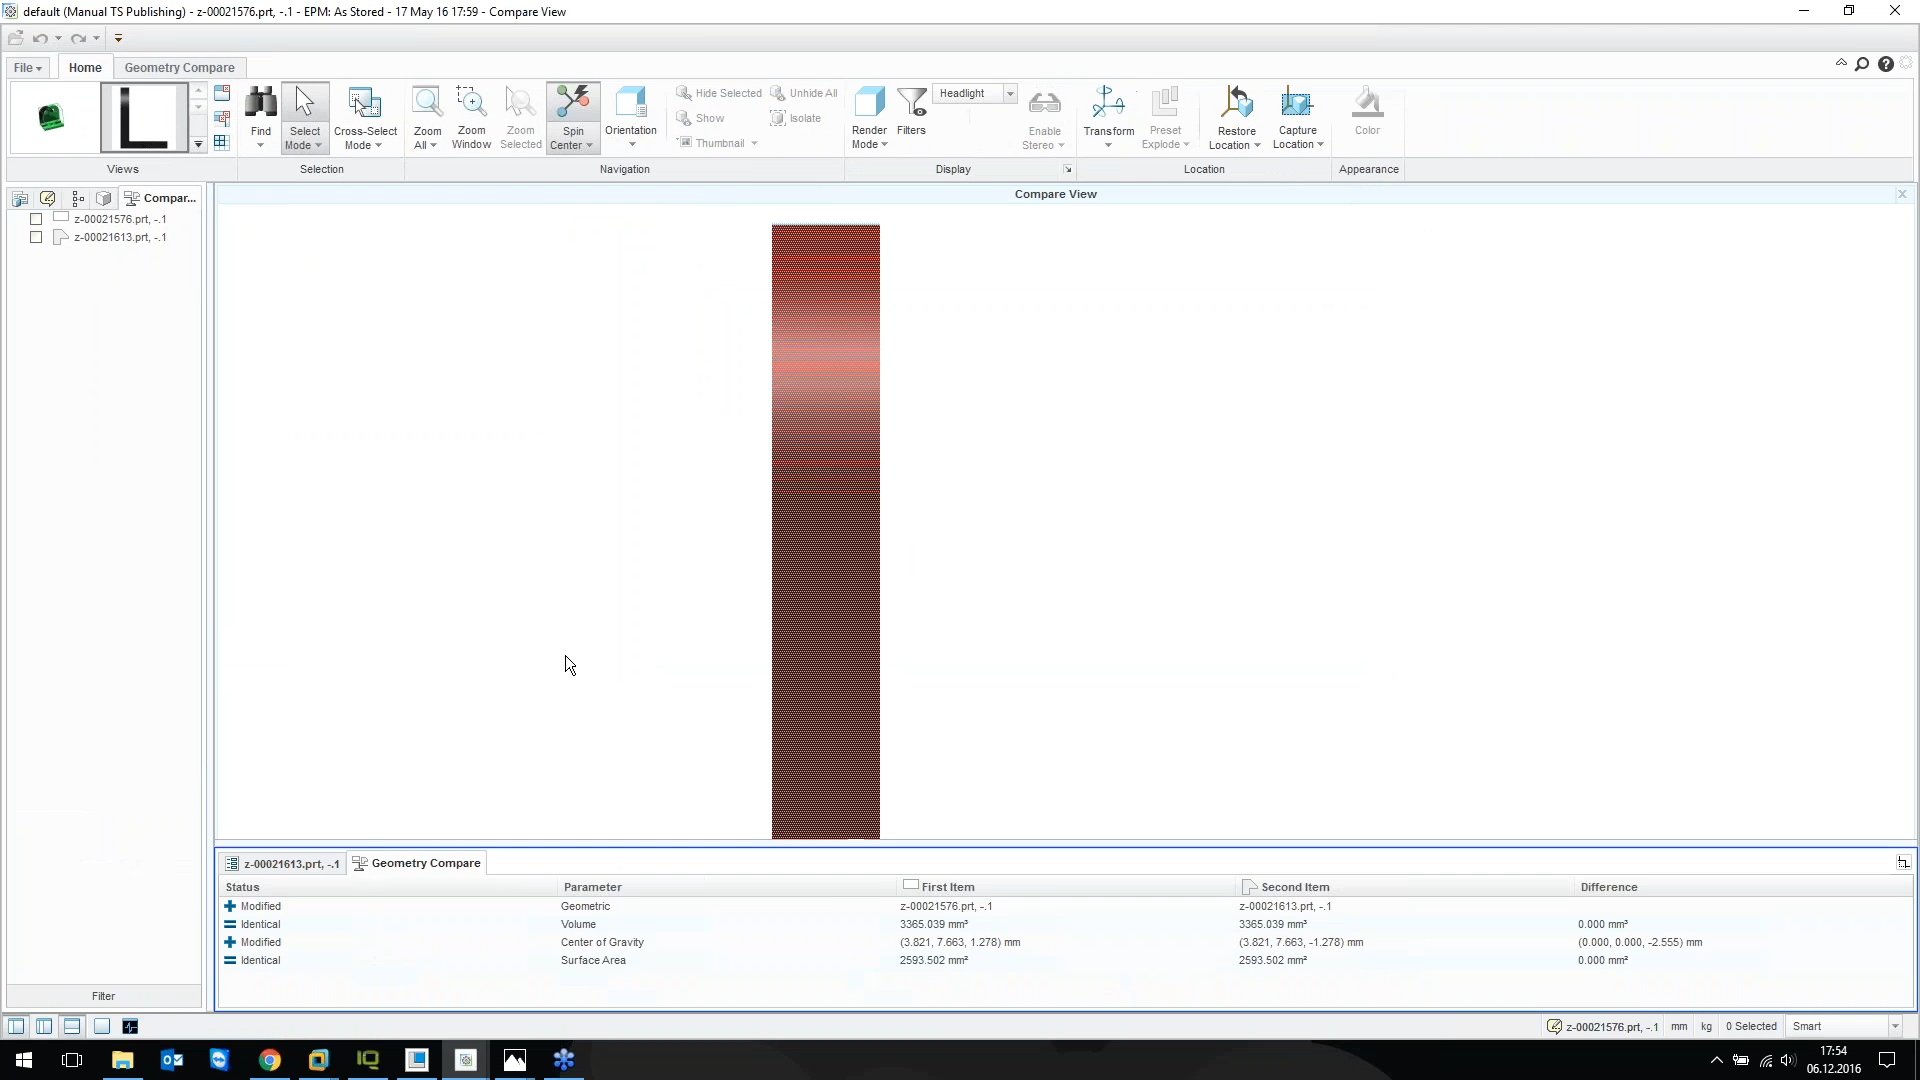 default (Manual TS Publishing) - z-00021576.prt, -.1 - EPM: As Stored - 17 May 16 17:59 - Compare View
File Home Geometry Compare
Find Select Mode Cross-Select Mode Zoom All Zoom Window Zoom Selected Spin Center Orientation Hide Selected Unhide All Show Isolate Thumbnail Render Mode Filters Headlight Enable Stereo Transform Preset Explode Restore Location Capture Location Color
Views Selection Navigation Display Location Appearance
Compar... Compare View
z-00021576.prt, -.1
z-00021613.prt, -.1
z-00021613.prt, -.1 Geometry Compare
Status Parameter First Item Second Item Difference
Modified Geometric z-00021576.prt, -.1 z-00021613.prt, -.1
Identical Volume 3365.039 mm³ 3365.039 mm³ 0.000 mm³
Modified Center of Gravity (3.821, 7.663, 1.278) mm (3.821, 7.663, -1.278) mm (0.000, 0.000, -2.555) mm
Identical Surface Area 2593.502 mm² 2593.502 mm² 0.000 mm²
Filter
z-00021576.prt, -.1 mm kg 0 Selected Smart
17:54
06.12.2016